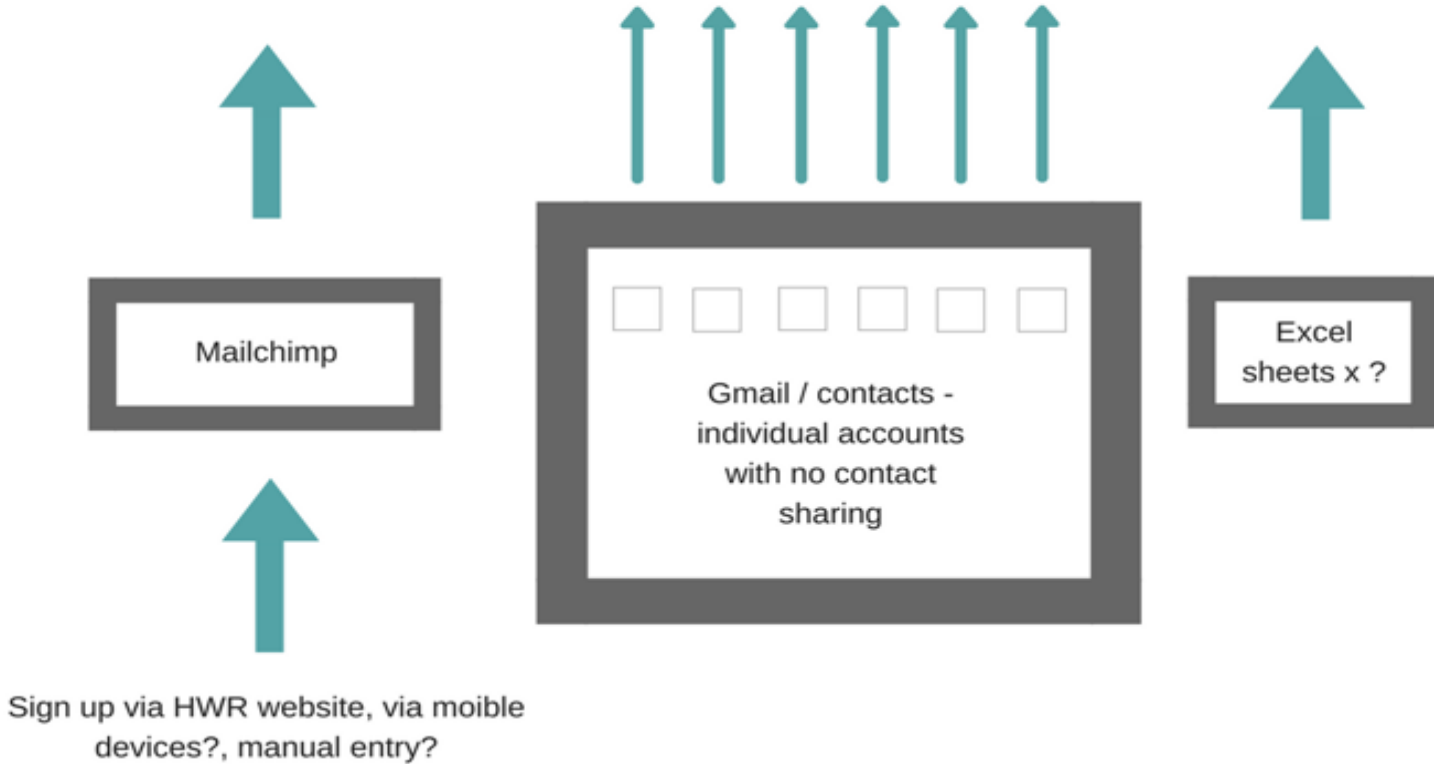 Mailchimp
Gmail / contacts -
individual accounts
with no contact
sharing
Excel
sheets x ?
Sign up via HWR website, via moible
devices?, manual entry?